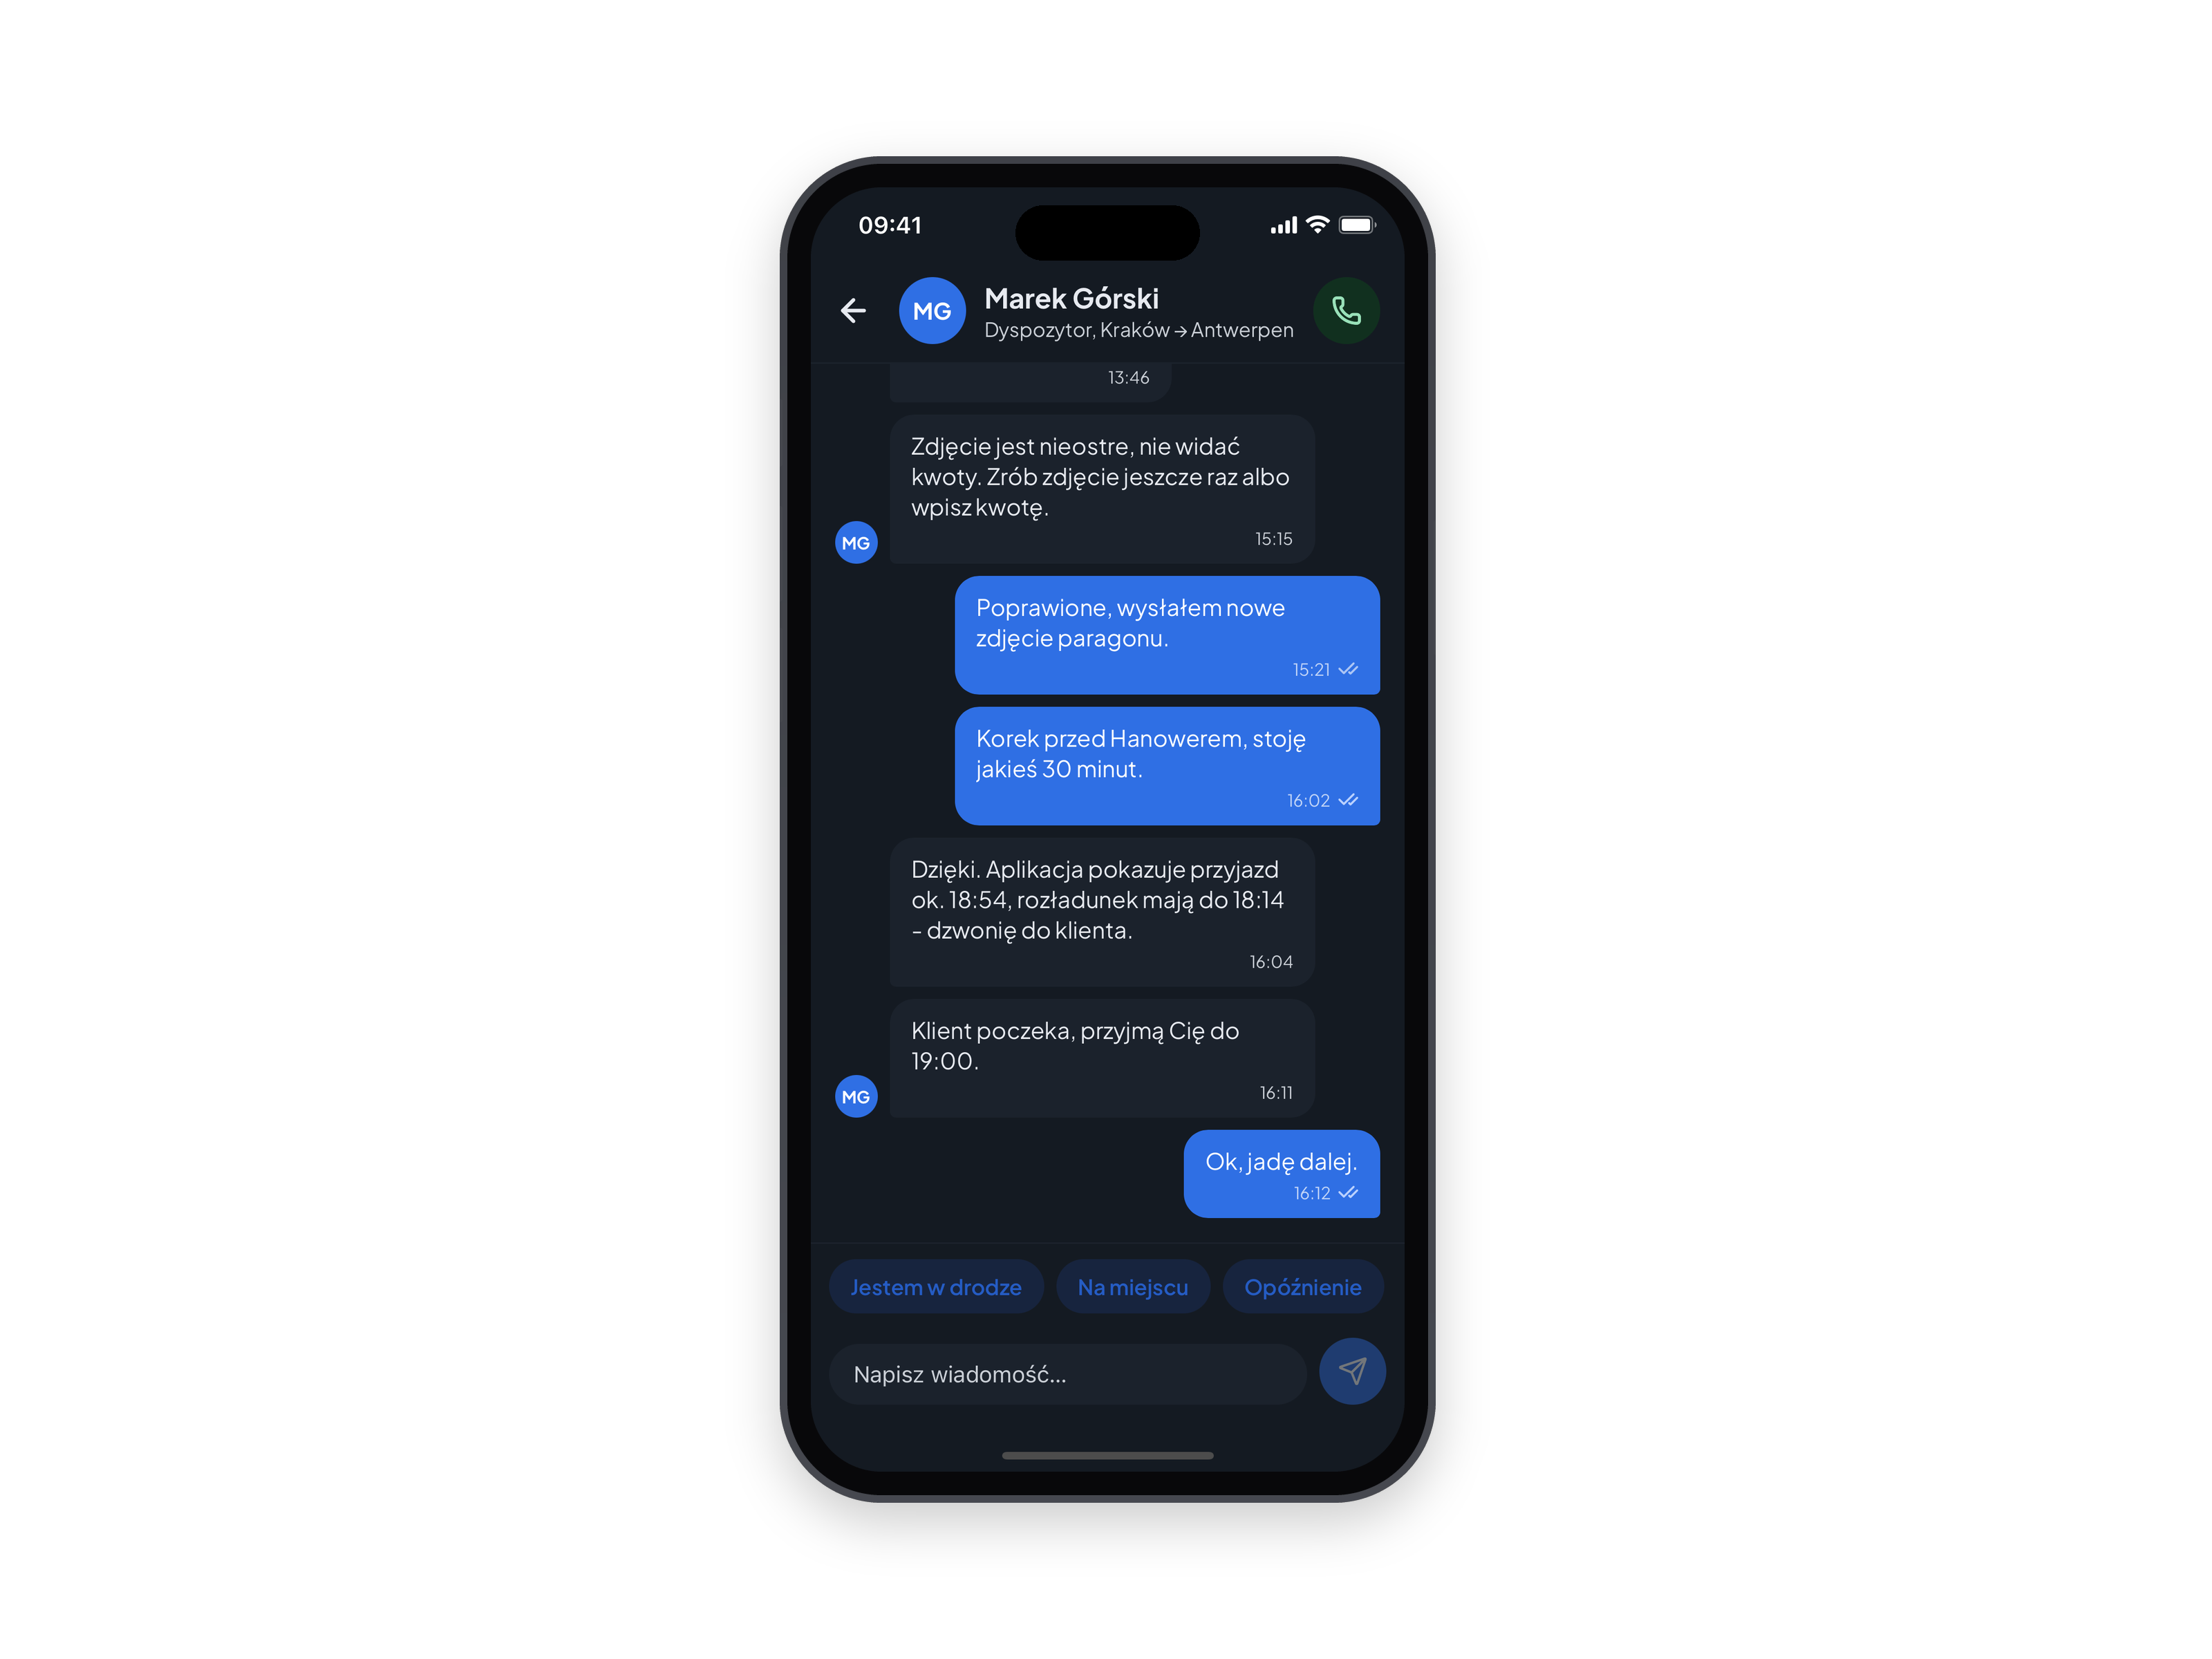 09:41
MG
Marek Górski
Dyspozytor, Kraków → Antwerpen
13:46
Zdjęcie jest nieostre, nie widać
kwoty. Zrób zdjęcie jeszcze raz albo
wpisz kwotę.
15:15
MG
Poprawione, wysłałem nowe
zdjęcie paragonu.
15:21
Korek przed Hanowerem, stoję
jakieś 30 minut.
16:02
Dzięki. Aplikacja pokazuje przyjazd
ok. 18:54, rozładunek mają do 18:14
- dzwonię do klienta.
16:04
Klient poczeka, przyjmą Cię do
19:00.
16:11
MG
Ok, jadę dalej.
16:12
Jestem w drodze
Na miejscu
Opóźnienie
Napisz wiadomość...